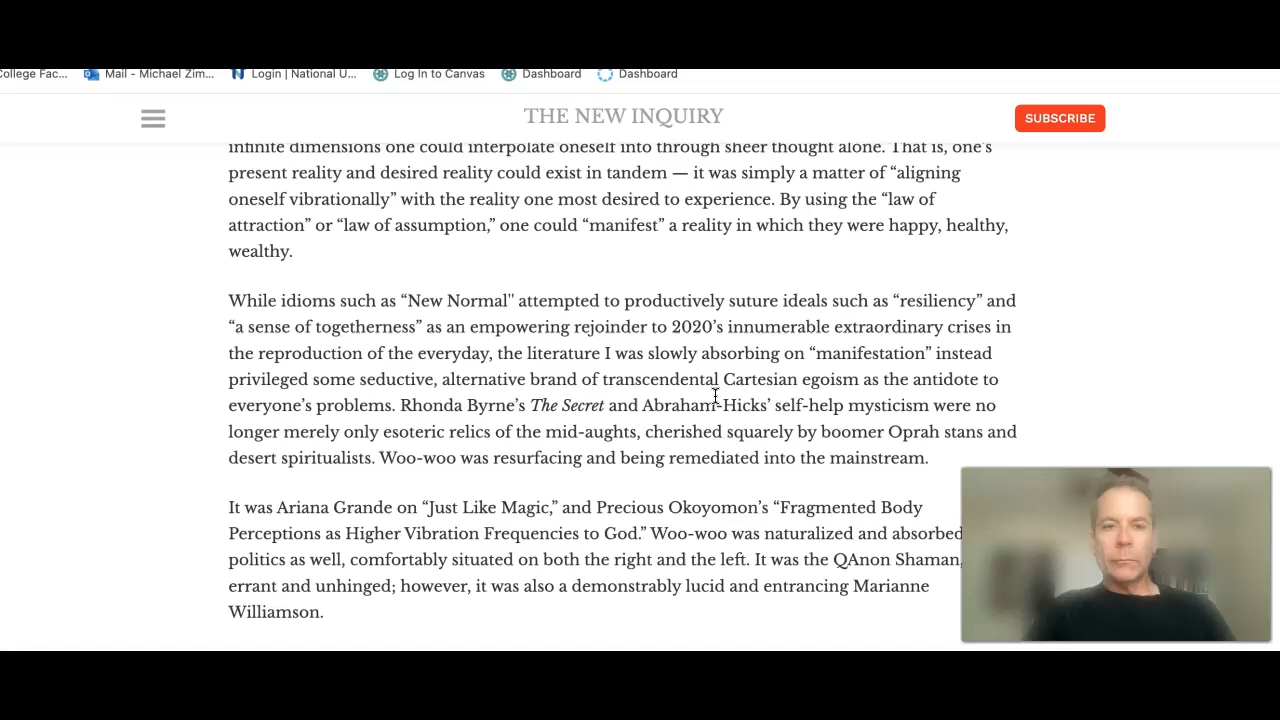 College Fac...
Mail - Michael Zim...
Login | National U...
Log In to Canvas
Dashboard
Dashboard
THE NEW INQUIRY
SUBSCRIBE
infinite dimensions one could interpolate oneself into through sheer thought alone. That is, one's
present reality and desired reality could exist in tandem — it was simply a matter of “aligning
oneself vibrationally” with the reality one most desired to experience. By using the “law of
attraction” or “law of assumption,” one could “manifest” a reality in which they were happy, healthy,
wealthy.
While idioms such as “New Normal" attempted to productively suture ideals such as “resiliency” and
“a sense of togetherness” as an empowering rejoinder to 2020’s innumerable extraordinary crises in
the reproduction of the everyday, the literature I was slowly absorbing on “manifestation” instead
privileged some seductive, alternative brand of transcendental Cartesian egoism as the antidote to
everyone’s problems. Rhonda Byrne’s The Secret and Abraham-Hicks’ self-help mysticism were no
longer merely only esoteric relics of the mid-aughts, cherished squarely by boomer Oprah stans and
desert spiritualists. Woo-woo was resurfacing and being remediated into the mainstream.
It was Ariana Grande on “Just Like Magic,” and Precious Okoyomon’s “Fragmented Body
Perceptions as Higher Vibration Frequencies to God.” Woo-woo was naturalized and absorbed
politics as well, comfortably situated on both the right and the left. It was the QAnon Shaman,
errant and unhinged; however, it was also a demonstrably lucid and entrancing Marianne
Williamson.